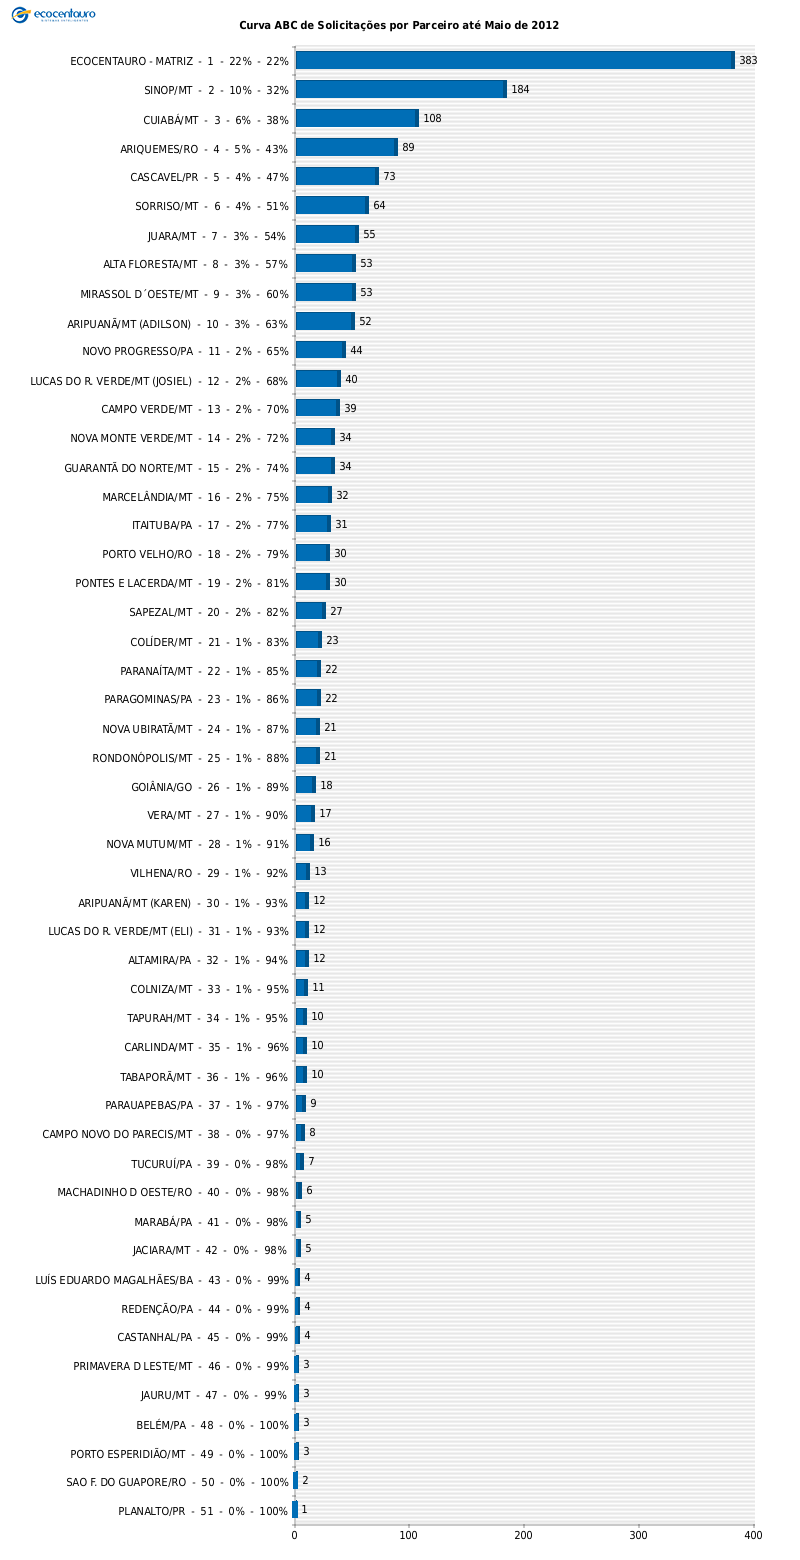 ecocentauro
Curva ABC de Solicitações por Parceiro até Maio de 2012
ECOCENTAURO - MATRIZ - 1 - 22% - 22% 383
SINOP/MT - 2 - 10% - 32% 184
CUIABÁ/MT - 3 - 6% - 38% 108
ARIQUEMES/RO - 4 - 5% - 43% 89
CASCAVEL/PR - 5 - 4% - 47% 73
SORRISO/MT - 6 - 4% - 51% 64
JUARA/MT - 7 - 3% - 54% 55
ALTA FLORESTA/MT - 8 - 3% - 57% 53
MIRASSOL D´OESTE/MT - 9 - 3% - 60% 53
ARIPUANÃ/MT (ADILSON) - 10 - 3% - 63% 52
NOVO PROGRESSO/PA - 11 - 2% - 65% 44
LUCAS DO R. VERDE/MT (JOSIEL) - 12 - 2% - 68% 40
CAMPO VERDE/MT - 13 - 2% - 70% 39
NOVA MONTE VERDE/MT - 14 - 2% - 72% 34
GUARANTÃ DO NORTE/MT - 15 - 2% - 74% 34
MARCELÂNDIA/MT - 16 - 2% - 75% 32
ITAITUBA/PA - 17 - 2% - 77% 31
PORTO VELHO/RO - 18 - 2% - 79% 30
PONTES E LACERDA/MT - 19 - 2% - 81% 30
SAPEZAL/MT - 20 - 2% - 82% 27
COLÍDER/MT - 21 - 1% - 83% 23
PARANAÍTA/MT - 22 - 1% - 85% 22
PARAGOMINAS/PA - 23 - 1% - 86% 22
NOVA UBIRATÃ/MT - 24 - 1% - 87% 21
RONDONÓPOLIS/MT - 25 - 1% - 88% 21
GOIÂNIA/GO - 26 - 1% - 89% 18
VERA/MT - 27 - 1% - 90% 17
NOVA MUTUM/MT - 28 - 1% - 91% 16
VILHENA/RO - 29 - 1% - 92% 13
ARIPUANÃ/MT (KAREN) - 30 - 1% - 93% 12
LUCAS DO R. VERDE/MT (ELI) - 31 - 1% - 93% 12
ALTAMIRA/PA - 32 - 1% - 94% 12
COLNIZA/MT - 33 - 1% - 95% 11
TAPURAH/MT - 34 - 1% - 95% 10
CARLINDA/MT - 35 - 1% - 96% 10
TABAPORÃ/MT - 36 - 1% - 96% 10
PARAUAPEBAS/PA - 37 - 1% - 97% 9
CAMPO NOVO DO PARECIS/MT - 38 - 0% - 97% 8
TUCURUÍ/PA - 39 - 0% - 98% 7
MACHADINHO D OESTE/RO - 40 - 0% - 98% 6
MARABÁ/PA - 41 - 0% - 98% 5
JACIARA/MT - 42 - 0% - 98% 5
LUÍS EDUARDO MAGALHÃES/BA - 43 - 0% - 99% 4
REDENÇÃO/PA - 44 - 0% - 99% 4
CASTANHAL/PA - 45 - 0% - 99% 4
PRIMAVERA D LESTE/MT - 46 - 0% - 99% 3
JAURU/MT - 47 - 0% - 99% 3
BELÉM/PA - 48 - 0% - 100% 3
PORTO ESPERIDIÃO/MT - 49 - 0% - 100% 3
SAO F. DO GUAPORE/RO - 50 - 0% - 100% 2
PLANALTO/PR - 51 - 0% - 100% 1
0 100 200 300 400